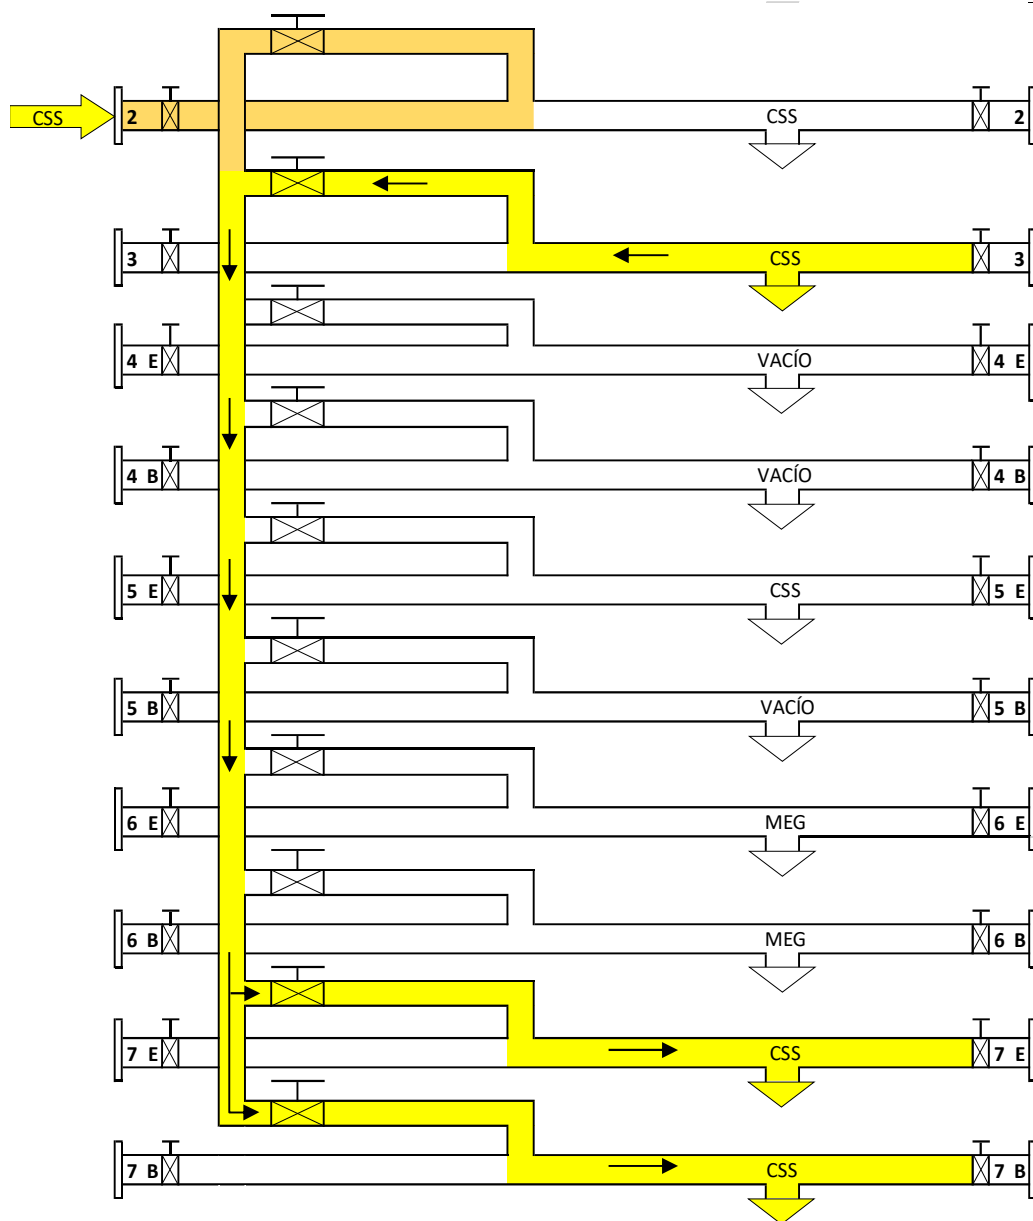 CSS 2 CSS 2
3 CSS 3
4 E VACÍO 4 E
4 B VACÍO 4 B
5 E CSS 5 E
5 B VACÍO 5 B
6 E MEG 6 E
6 B MEG 6 B
7 E CSS 7 E
7 B CSS 7 B